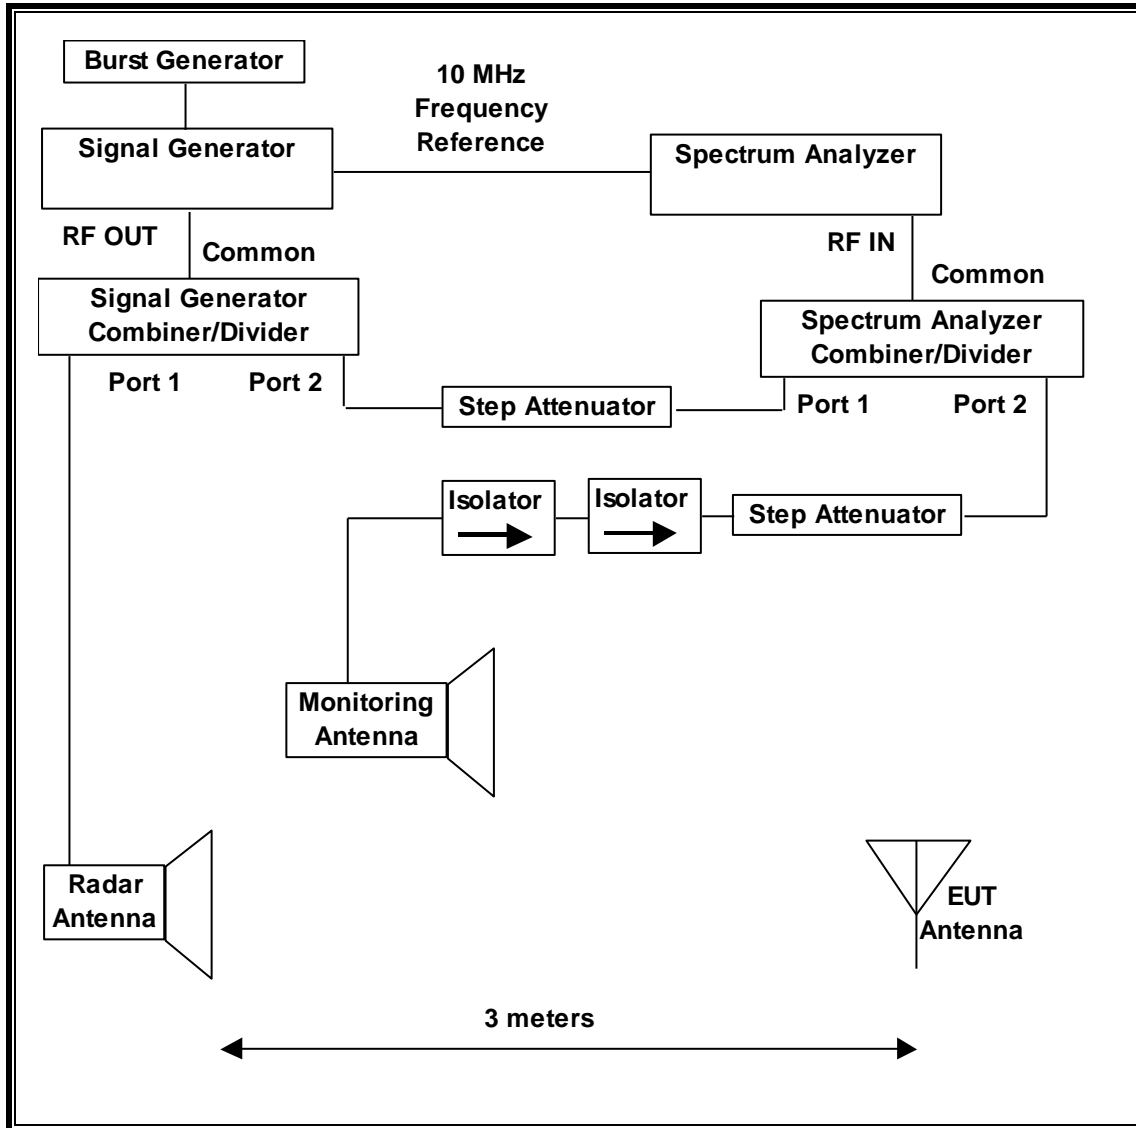 Burst Generator
10 MHz
Frequency
Reference
Signal Generator
Spectrum Analyzer
RF OUT
Common
RF IN
Common
Signal Generator
Combiner/Divider
Spectrum Analyzer
Combiner/Divider
Port 1
Port 2
Step Attenuator
Port 1
Port 2
Isolator
Isolator
Step Attenuator
Monitoring
Antenna
Radar
Antenna
EUT
Antenna
3 meters